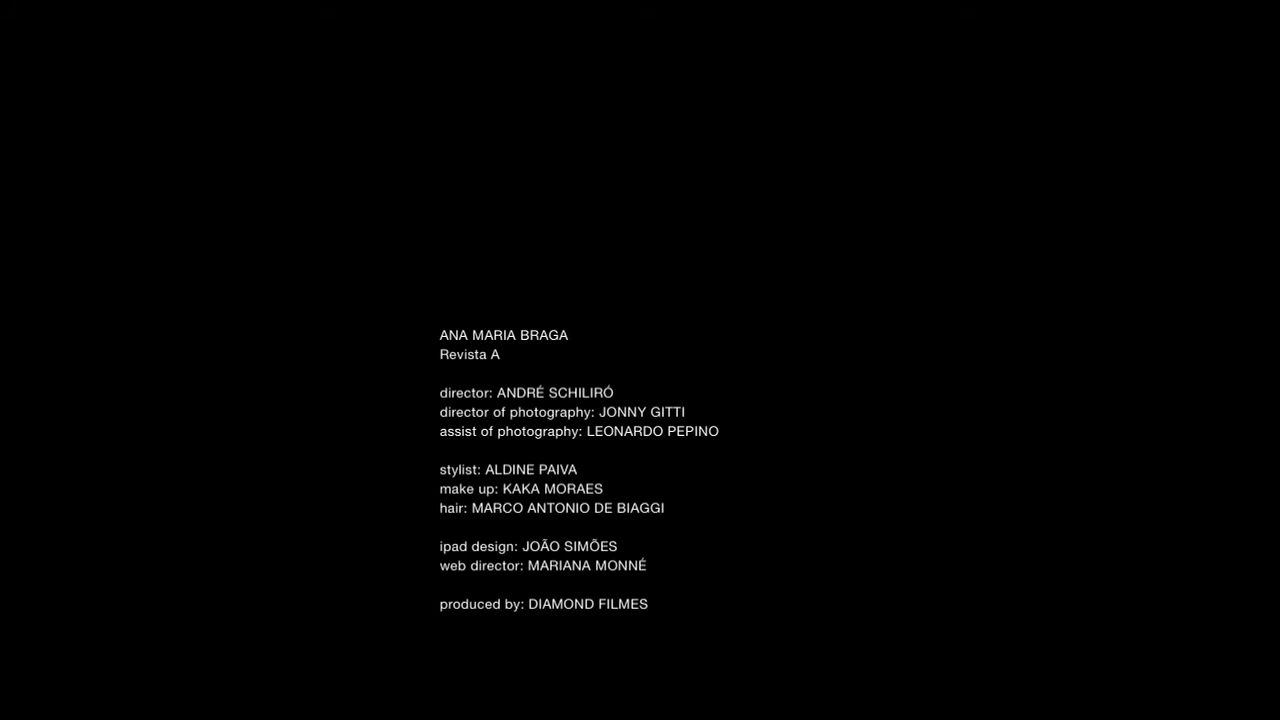 ANA MARIA BRAGA
Revista A
director: ANDRÉ SCHILIRÓ
director of photography: JONNY GITTI
assist of photography: LEONARDO PEPINO
stylist: ALDINE PAIVA
make up: KAKA MORAES
hair: MARCO ANTONIO DE BIAGGI
ipad design: JOÃO SIMÕES
web director: MARIANA MONNÉ
produced by: DIAMOND FILMES